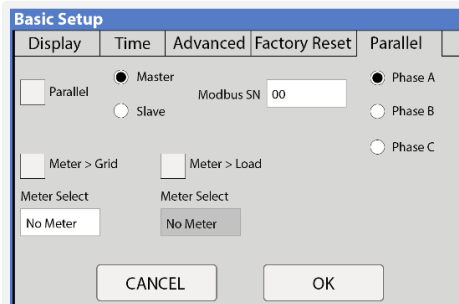 Basic Setup
Display Time Advanced Factory Reset Parallel
Parallel Master Modbus SN 00 Phase A
Slave Phase B
Phase C
Meter > Grid Meter > Load
Meter Select Meter Select
No Meter No Meter
CANCEL OK